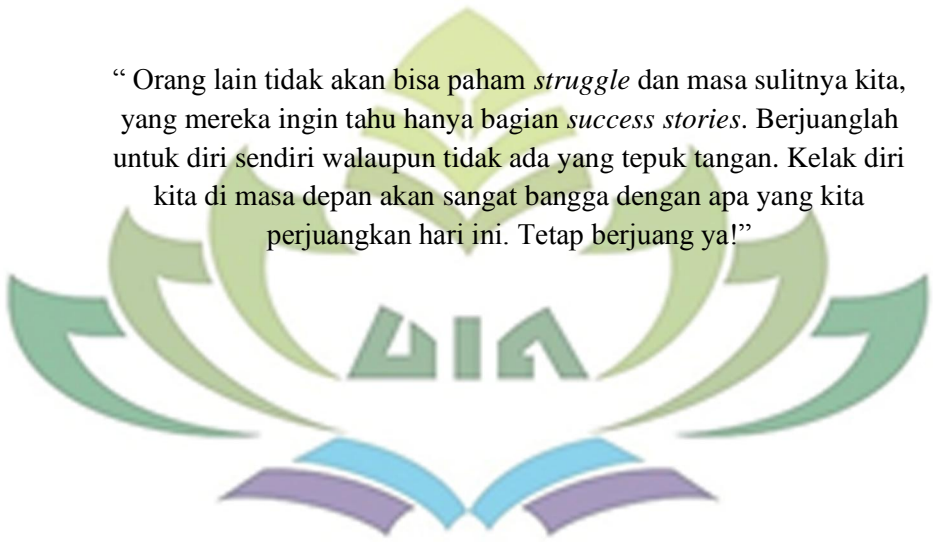 “ Orang lain tidak akan bisa paham struggle dan masa sulitnya kita,
yang mereka ingin tahu hanya bagian success stories. Berjuanglah
untuk diri sendiri walaupun tidak ada yang tepuk tangan. Kelak diri
kita di masa depan akan sangat bangga dengan apa yang kita
perjuangkan hari ini. Tetap berjuang ya!”
UIN